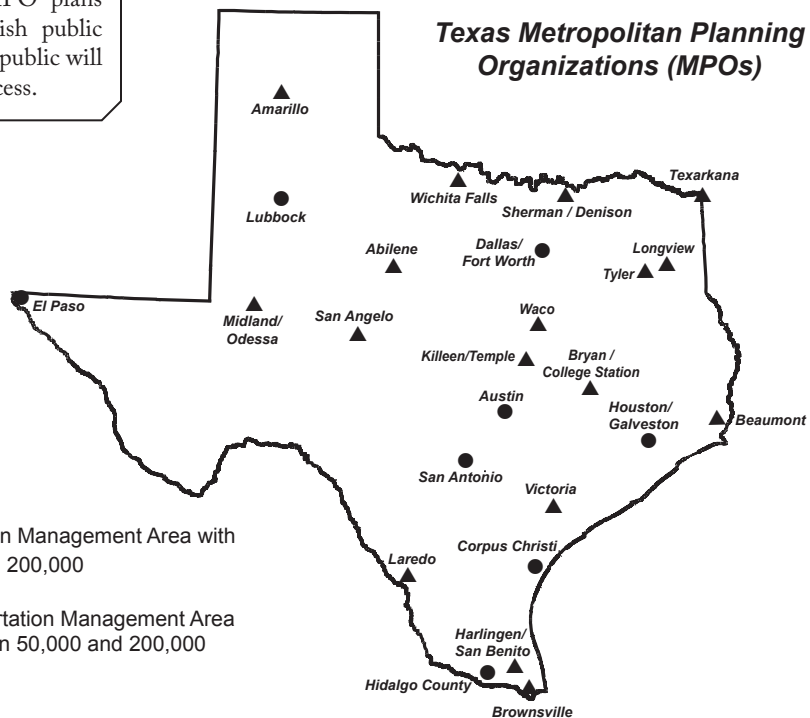 PO plans
ish public
public will
cess.
Texas Metropolitan Planning
Organizations (MPOs)
Amarillo
Lubbock
Wichita Falls
Sherman / Denison
Texarkana
Abilene
Dallas/
Fort Worth
Longview
Tyler
El Paso
Midland/
Odessa
San Angelo
Waco
Killeen/Temple
Bryan /
College Station
Austin
Houston/
Galveston
Beaumont
San Antonio
Victoria
n Management Area with
200,000
Corpus Christi
Laredo
rtation Management Area
n 50,000 and 200,000
Harlingen/
San Benito
Hidalgo County
Brownsville